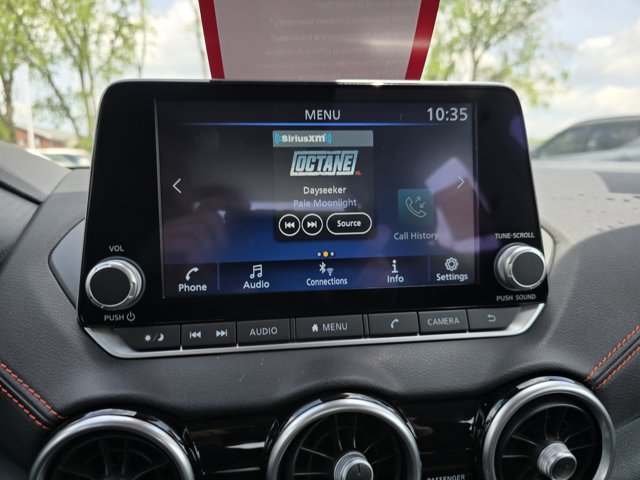 MENU
10:35
SiriusXM
OCTANE
Dayseeker
Pale Moonlight
Source
Call History
Phone
Audio
Connections
Info
Settings
VOL
PUSH
TUNE·SCROLL
PUSH SOUND
AUDIO
MENU
CAMERA
PASSENGER